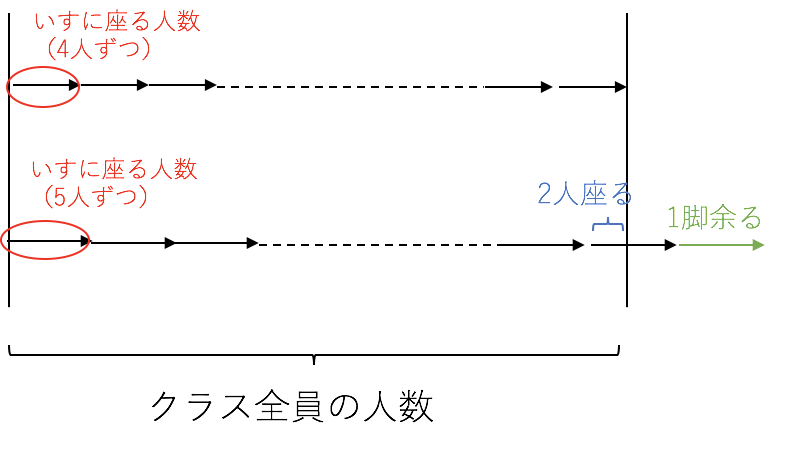 いすに座る人数
（4人ずつ）
いすに座る人数
（5人ずつ）
2人座る
1脚余る
クラス全員の人数